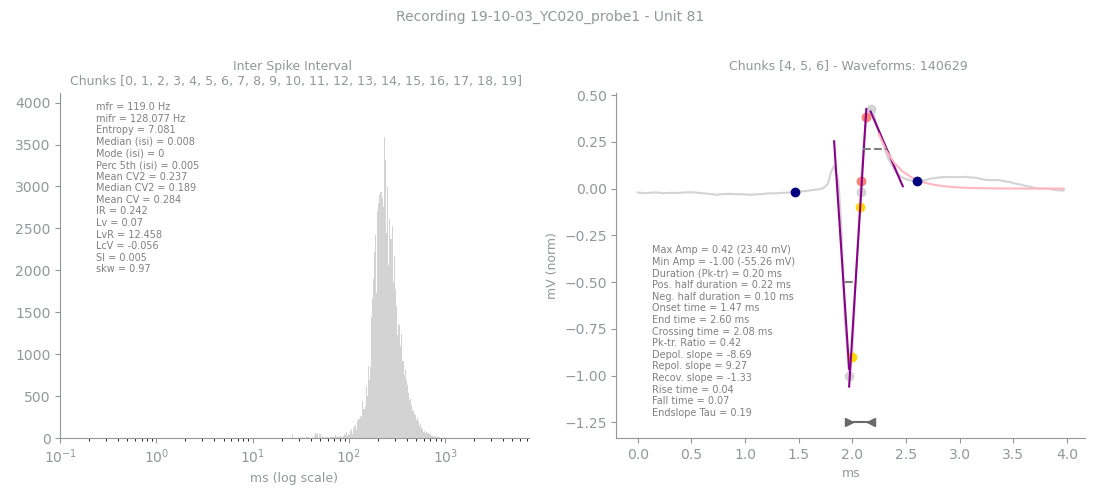 Recording 19-10-03_YC020_probe1 - Unit 81
Inter Spike Interval
Chunks [0, 1, 2, 3, 4, 5, 6, 7, 8, 9, 10, 11, 12, 13, 14, 15, 16, 17, 18, 19]
4000
3500
3000
2500
2000
1500
1000
500
0
mfr = 119.0 Hz
mifr = 128.077 Hz
Entropy = 7.081
Median (isi) = 0.008
Mode (isi) = 0
Perc 5th (isi) = 0.005
Mean CV2 = 0.237
Median CV2 = 0.189
Mean CV = 0.284
IR = 0.242
Lv = 0.07
LvR = 12.458
LcV = -0.056
SI = 0.005
skw = 0.97
10⁻¹ 10⁰ 10¹ 10² 10³
ms (log scale)
Chunks [4, 5, 6] - Waveforms: 140629
mV (norm)
0.50
0.25
0.00
−0.25
−0.50
−0.75
−1.00
−1.25
Max Amp = 0.42 (23.40 mV)
Min Amp = -1.00 (-55.26 mV)
Duration (Pk-tr) = 0.20 ms
Pos. half duration = 0.22 ms
Neg. half duration = 0.10 ms
Onset time = 1.47 ms
End time = 2.60 ms
Crossing time = 2.08 ms
Pk-tr. Ratio = 0.42
Depol. slope = -8.69
Repol. slope = 9.27
Recov. slope = -1.33
Rise time = 0.04
Fall time = 0.07
Endslope Tau = 0.19
0.0 0.5 1.0 1.5 2.0 2.5 3.0 3.5 4.0
ms